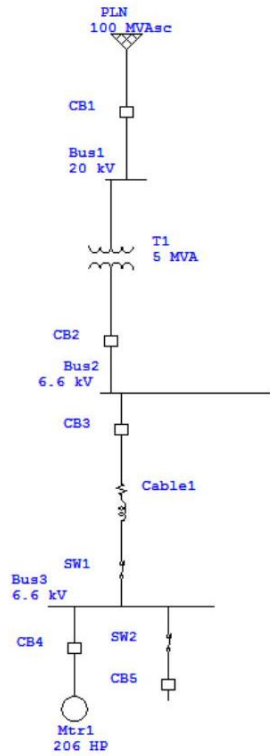 PLN
100 MVAsc
CB1
Bus1
20 kV
T1
5 MVA
CB2
Bus2
6.6 kV
CB3
Cable1
SW1
Bus3
6.6 kV
CB4
SW2
CB5
Mtr1
206 HP